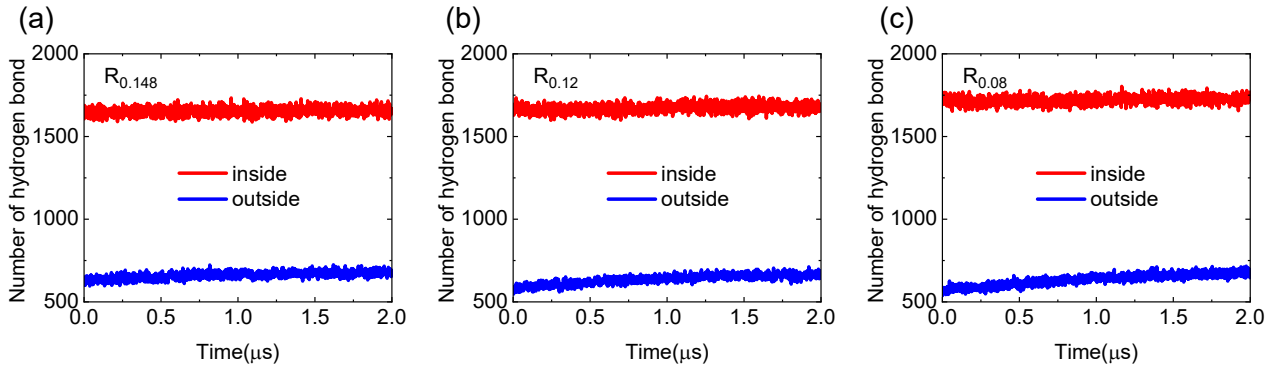 (a)
Number of hydrogen bond
2000
1500
1000
500
R0.148
inside
outside
0.0 0.5 1.0 1.5 2.0
Time(μs)
(b)
Number of hydrogen bond
2000
1500
1000
500
R0.12
inside
outside
0.0 0.5 1.0 1.5 2.0
Time(μs)
(c)
Number of hydrogen bond
2000
1500
1000
500
R0.08
inside
outside
0.0 0.5 1.0 1.5 2.0
Time(μs)